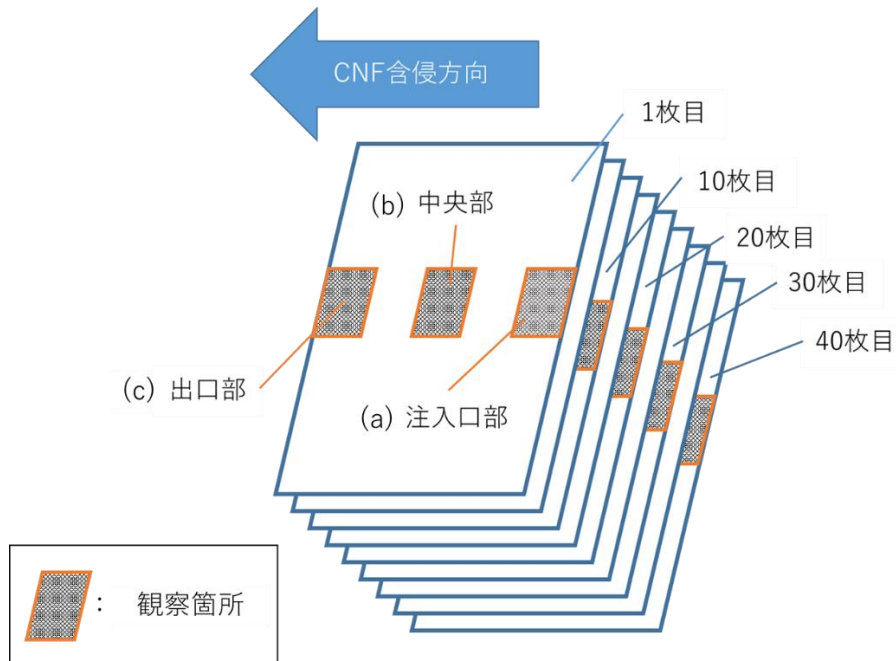 CNF含侵方向
1枚目
10枚目
(b) 中央部
20枚目
30枚目
40枚目
(c) 出口部
(a) 注入口部
： 観察箇所